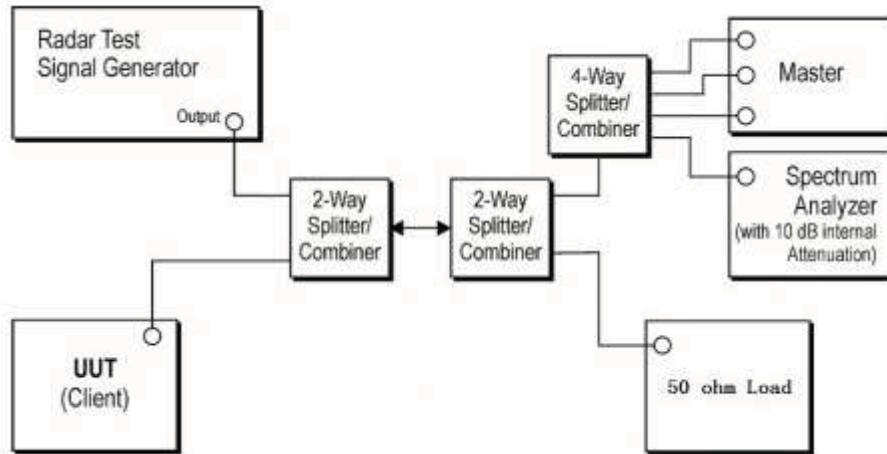 Radar Test
Signal Generator
Output
4-Way
Splitter/
Combiner
Master
2-Way
Splitter/
Combiner
2-Way
Splitter/
Combiner
Spectrum
Analyzer
(with 10 dB internal
Attenuation)
UUT
(Client)
50 ohm Load